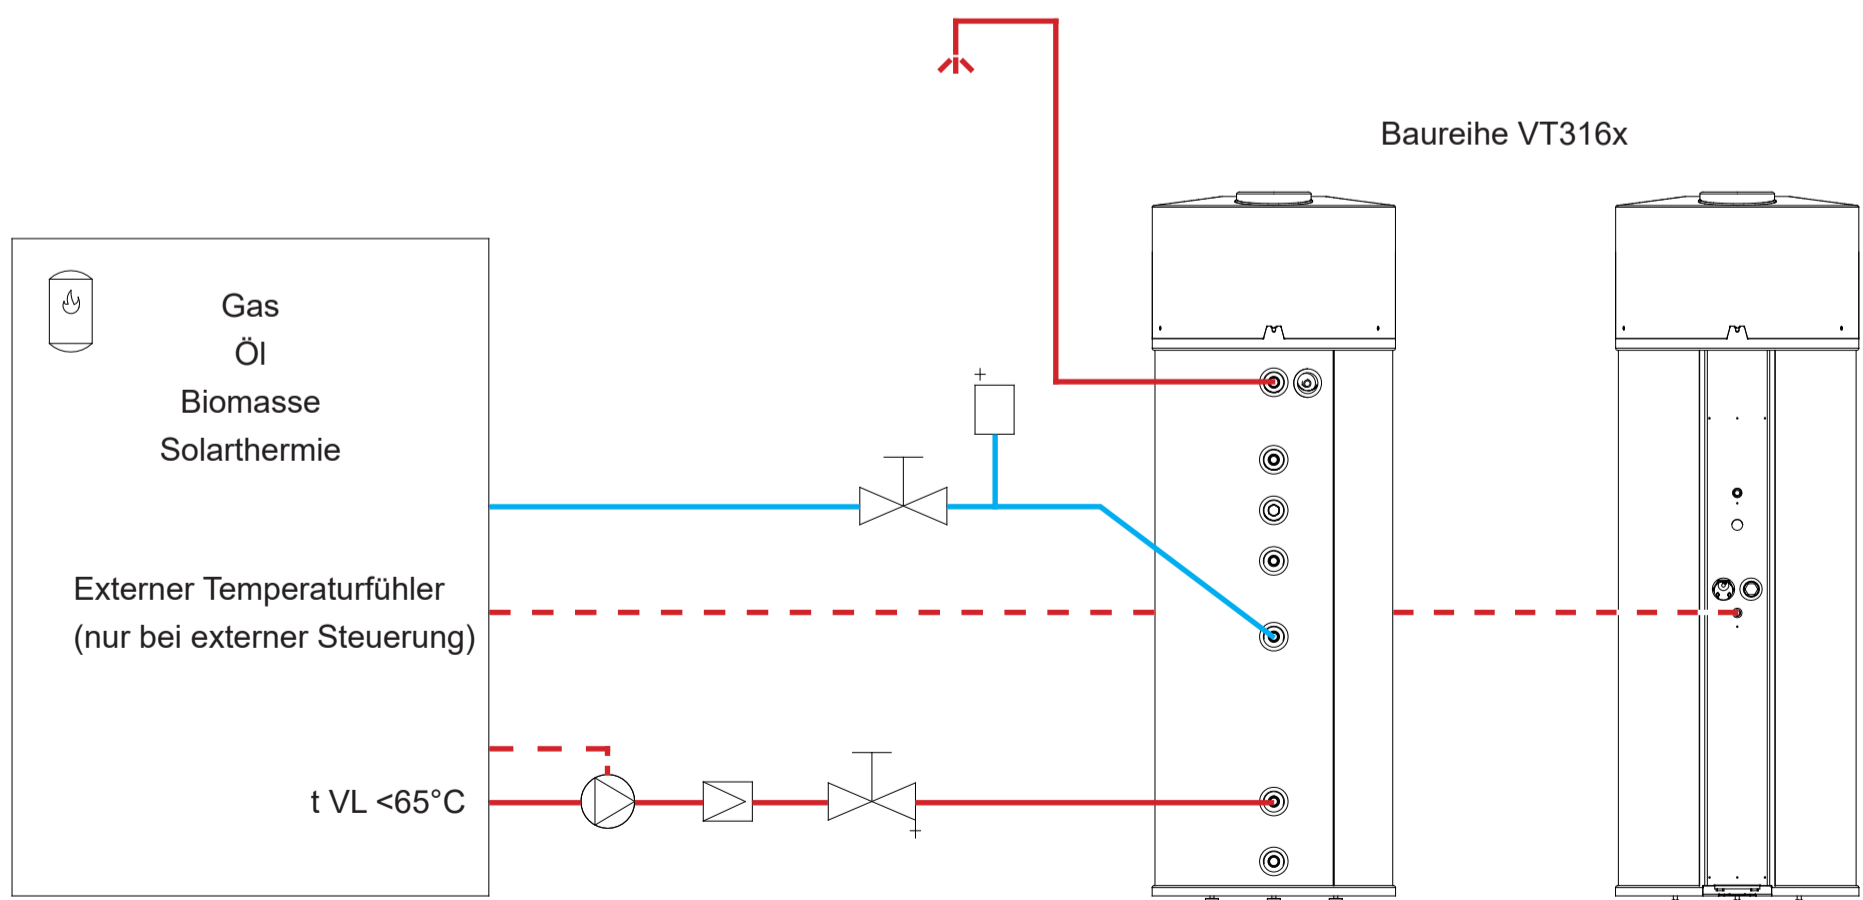 Baureihe VT316x
Gas
Öl
Biomasse
Solarthermie
Externer Temperaturfühler
(nur bei externer Steuerung)
t VL <65°C